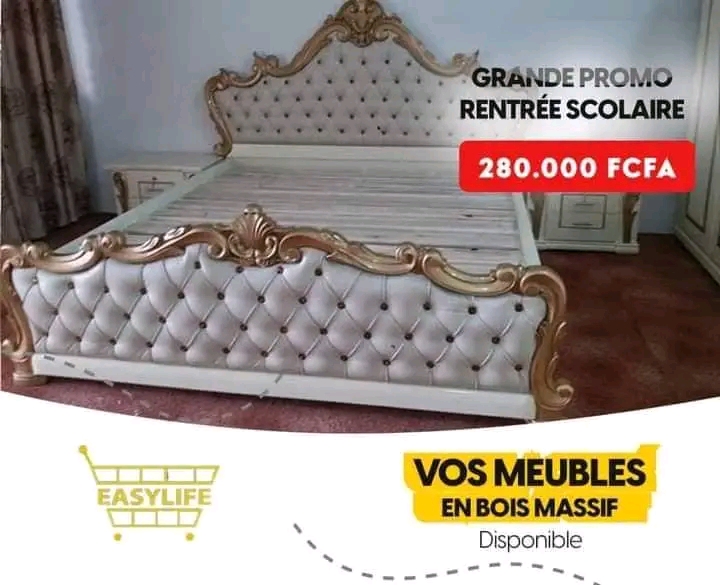 GRANDE PROMO
RENTRÉE SCOLAIRE
280.000 FCFA
EASYLIFE
VOS MEUBLES
EN BOIS MASSIF
Disponible